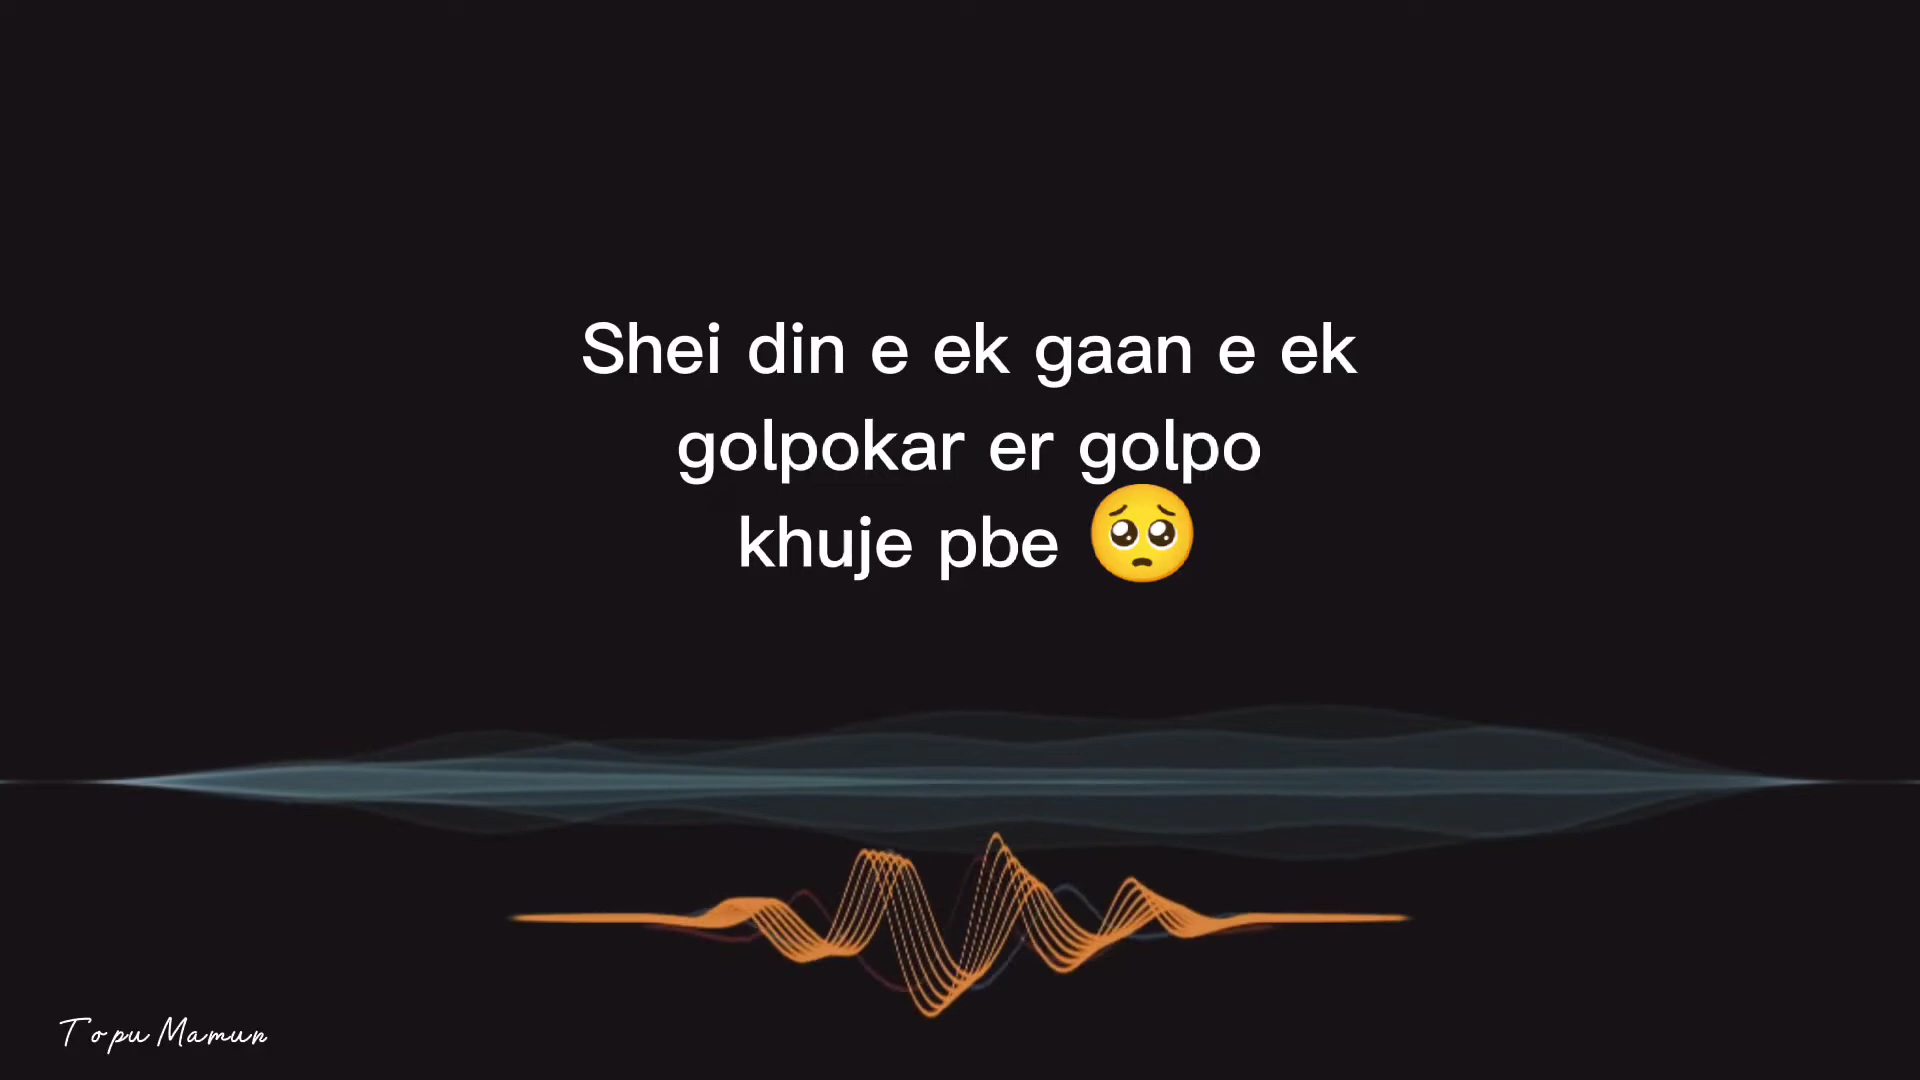 Shei din e ek gaan e ek
golpokar er golpo
khuje pbe 🥺
Topu Mamun